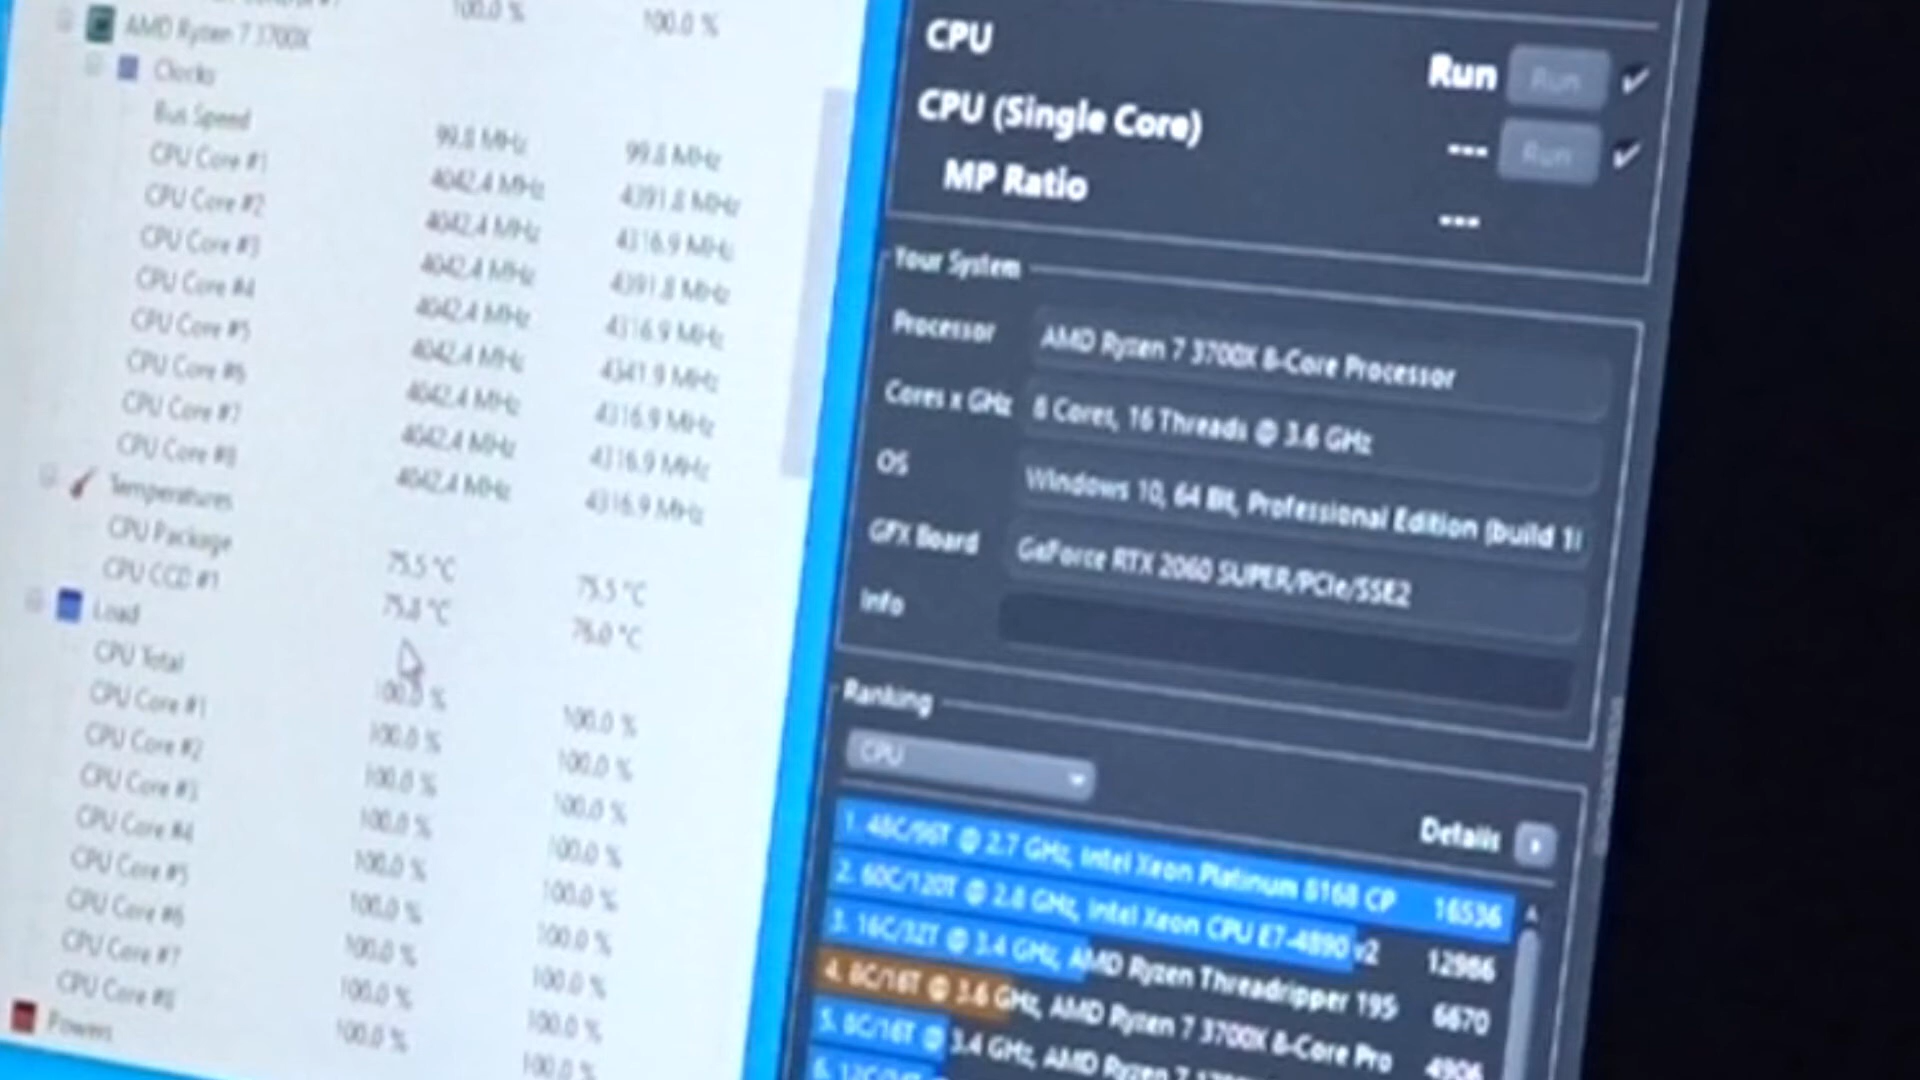 100.0 % 100.0 %
AMD Ryzen 7 3700X
Clocks
Bus Speed 99.8 MHz 99.8 MHz
CPU Core #1 4042.4 MHz 4391.8 MHz
CPU Core #2 4042.4 MHz 4316.9 MHz
CPU Core #3 4042.4 MHz 4391.8 MHz
CPU Core #4 4042.4 MHz 4316.9 MHz
CPU Core #5 4042.4 MHz 4341.9 MHz
CPU Core #6 4042.4 MHz 4316.9 MHz
CPU Core #7 4042.4 MHz 4316.9 MHz
CPU Core #8 4042.4 MHz 4316.9 MHz
Temperatures
CPU Package 75.5 °C 75.5 °C
CPU CCD #1 75.8 °C 76.0 °C
Load
CPU Total 100.0 % 100.0 %
CPU Core #1 100.0 % 100.0 %
CPU Core #2 100.0 % 100.0 %
CPU Core #3 100.0 % 100.0 %
CPU Core #4 100.0 % 100.0 %
CPU Core #5 100.0 % 100.0 %
CPU Core #6 100.0 % 100.0 %
CPU Core #7 100.0 % 100.0 %
CPU Core #8 100.0 % 100.0 %
Powers
CPU Run Run
CPU (Single Core) --- Run
MP Ratio ---
Your System
Processor AMD Ryzen 7 3700X 8-Core Processor
Cores x GHz 8 Cores, 16 Threads @ 3.6 GHz
OS Windows 10, 64 Bit, Professional Edition (build 1
GFX Board GeForce RTX 2060 SUPER/PCIe/SSE2
Info
Ranking
CPU
Details
1. 48C/96T @ 2.7 GHz, Intel Xeon Platinum 8168 CP 16536
2. 60C/120T @ 2.8 GHz, Intel Xeon CPU E7-4890 v2 12986
3. 16C/32T @ 3.4 GHz, AMD Ryzen Threadripper 195 6670
4. 8C/16T @ 3.6 GHz, AMD Ryzen 7 3700X 8-Core Pro 4906
5. 8C/16T @ 3.4 GHz, AMD Ryzen 7